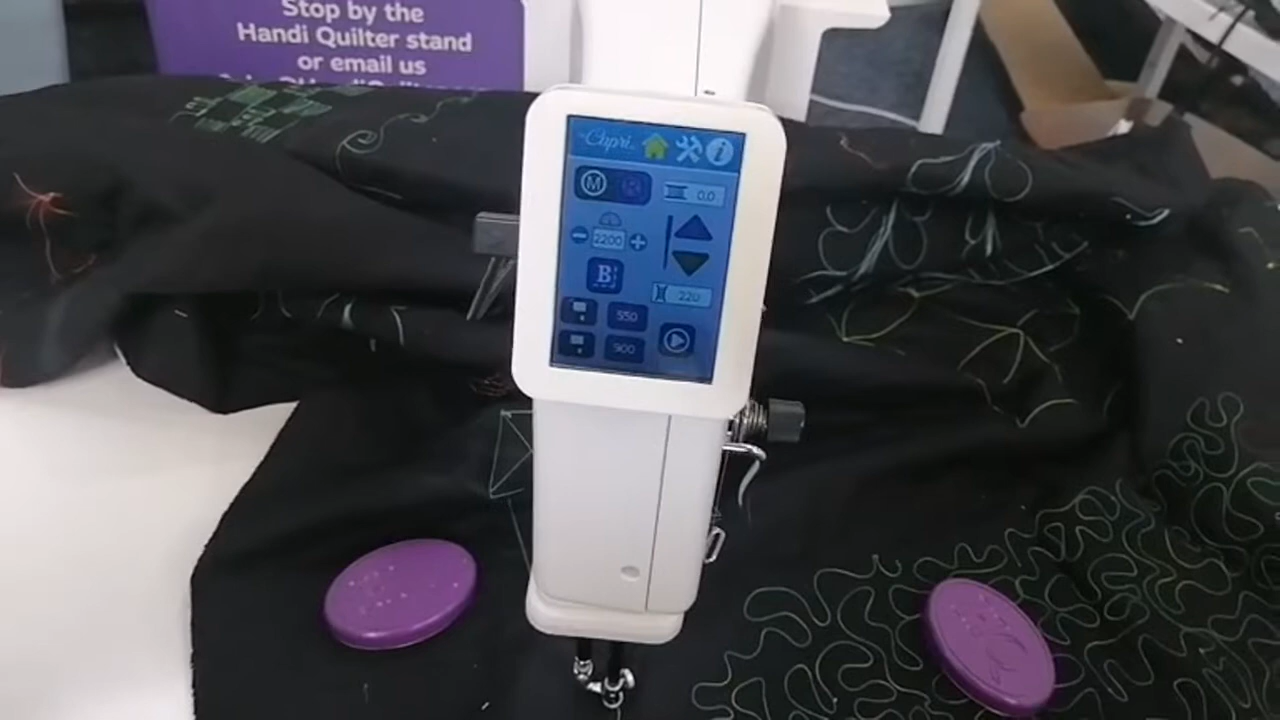 Stop by the
Handi Quilter stand
or email us
Capri
M
0.0
2200
B
220
550
900